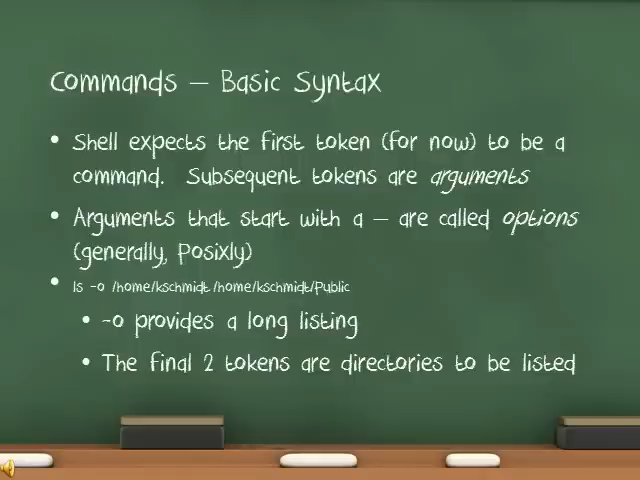 Commands – Basic Syntax
• Shell expects the first token (for now) to be a
command. Subsequent tokens are arguments
• Arguments that start with a – are called options
(generally, Posixly)
• ls -o /home/kschmidt /home/kschmidt/Public
• -o provides a long listing
• The final 2 tokens are directories to be listed